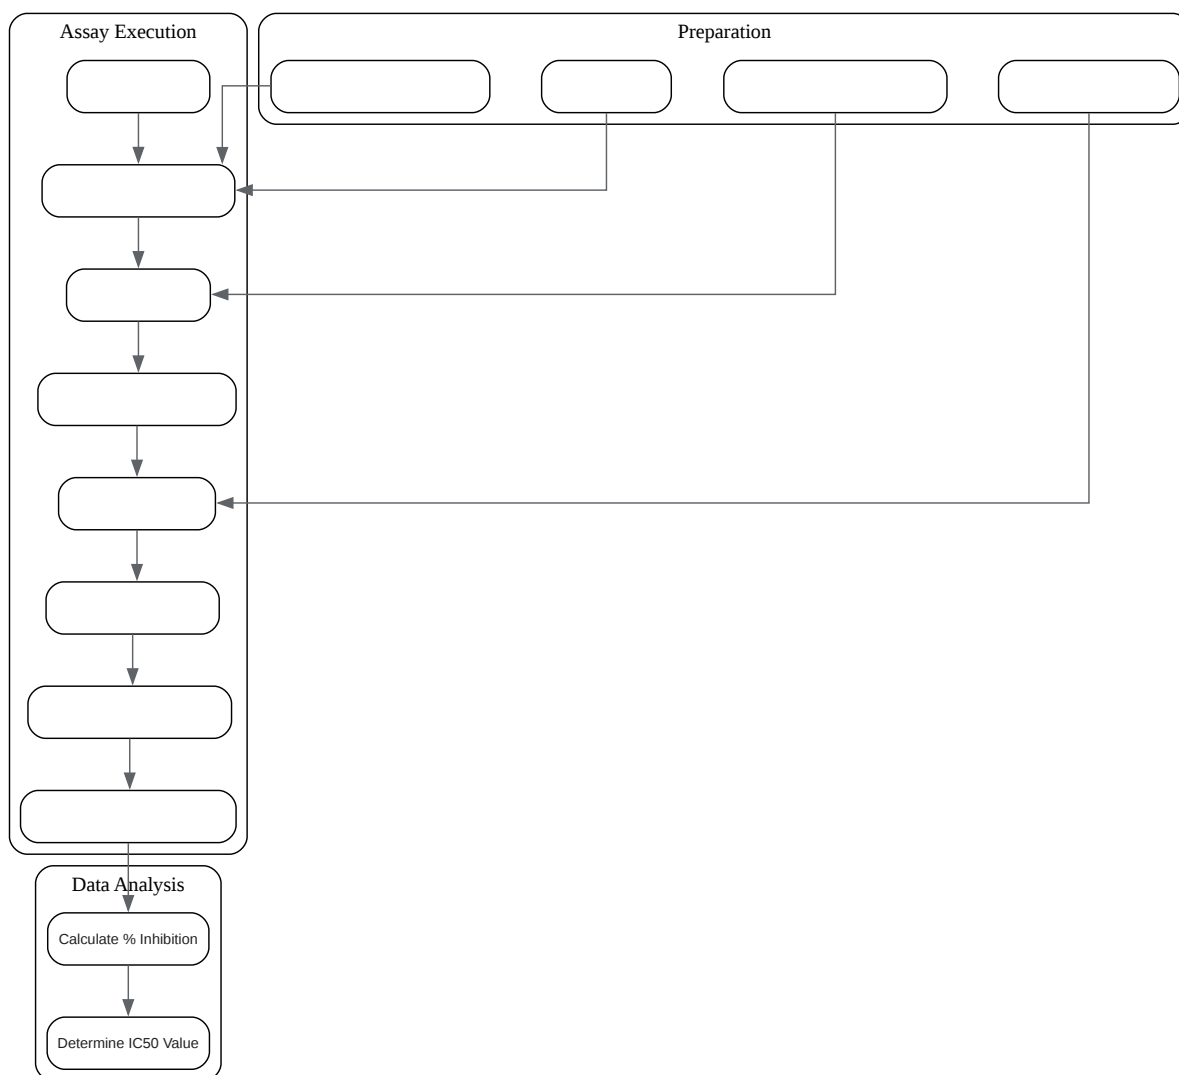 Assay Execution
Preparation
Data Analysis
Calculate % Inhibition
Determine IC50 Value